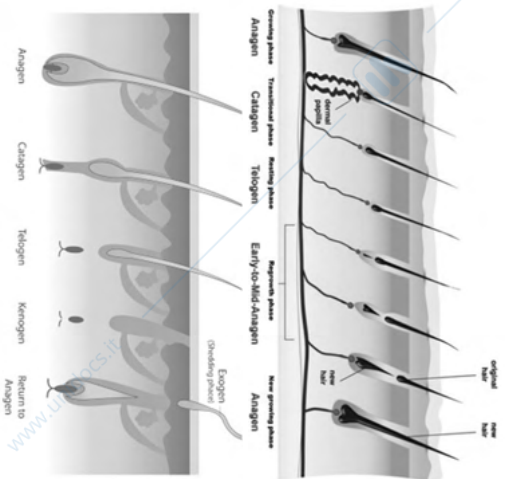 Growing phase
Anagen
Transitional phase
Catagen
Resting phase
Telogen
Regrowth phase
Early-to-Mid-Anagen
New growing phase
Anagen
dermal
papilla
new
hair
original
hair
new
hair
Anagen
Catagen
Telogen
Kenogen
Exogen
(Shedding phace)
Return to
Anagen